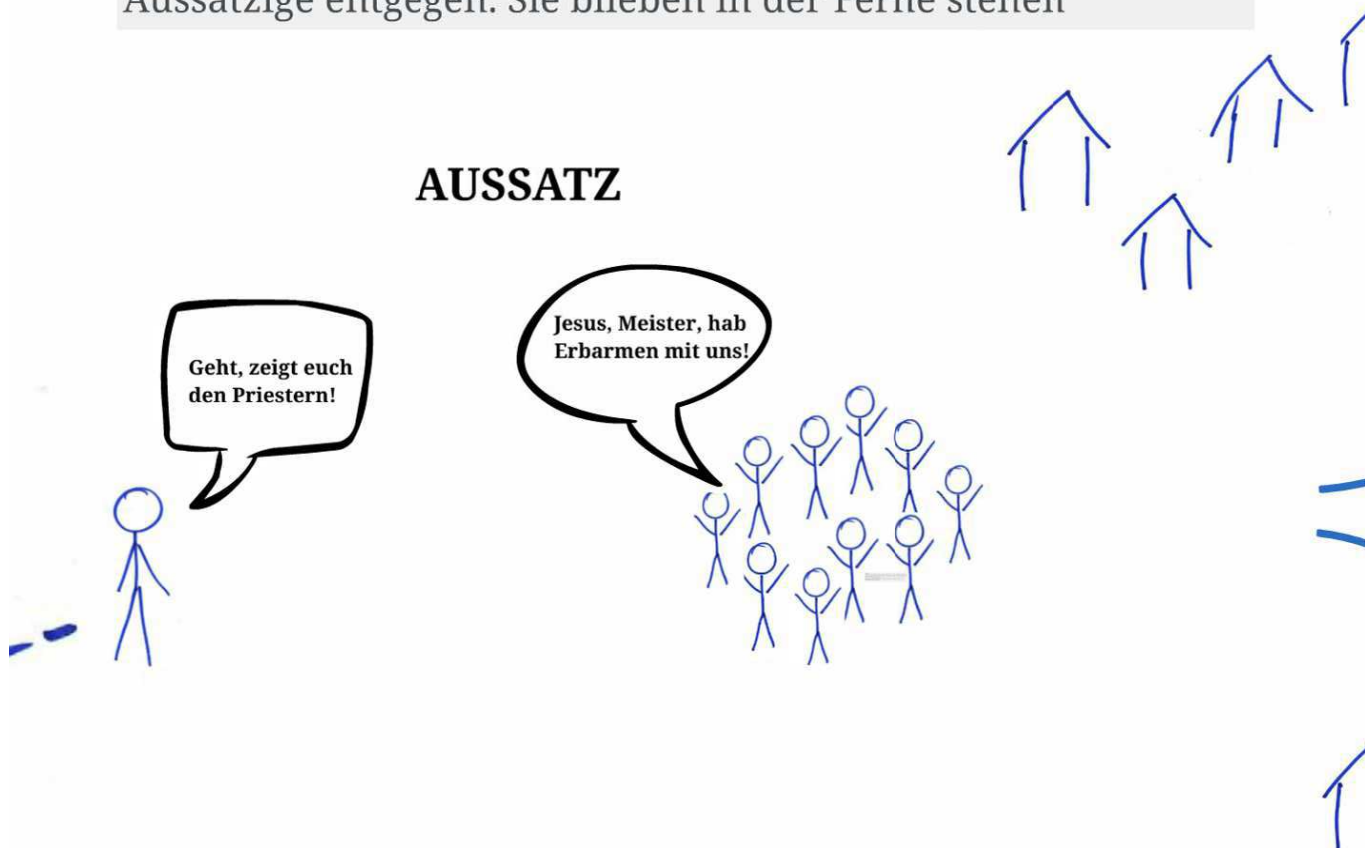 Aussätzige entgegen. Sie blieben in der Ferne stehen
AUSSATZ
Jesus, Meister, hab
Erbarmen mit uns!
Geht, zeigt euch
den Priestern!